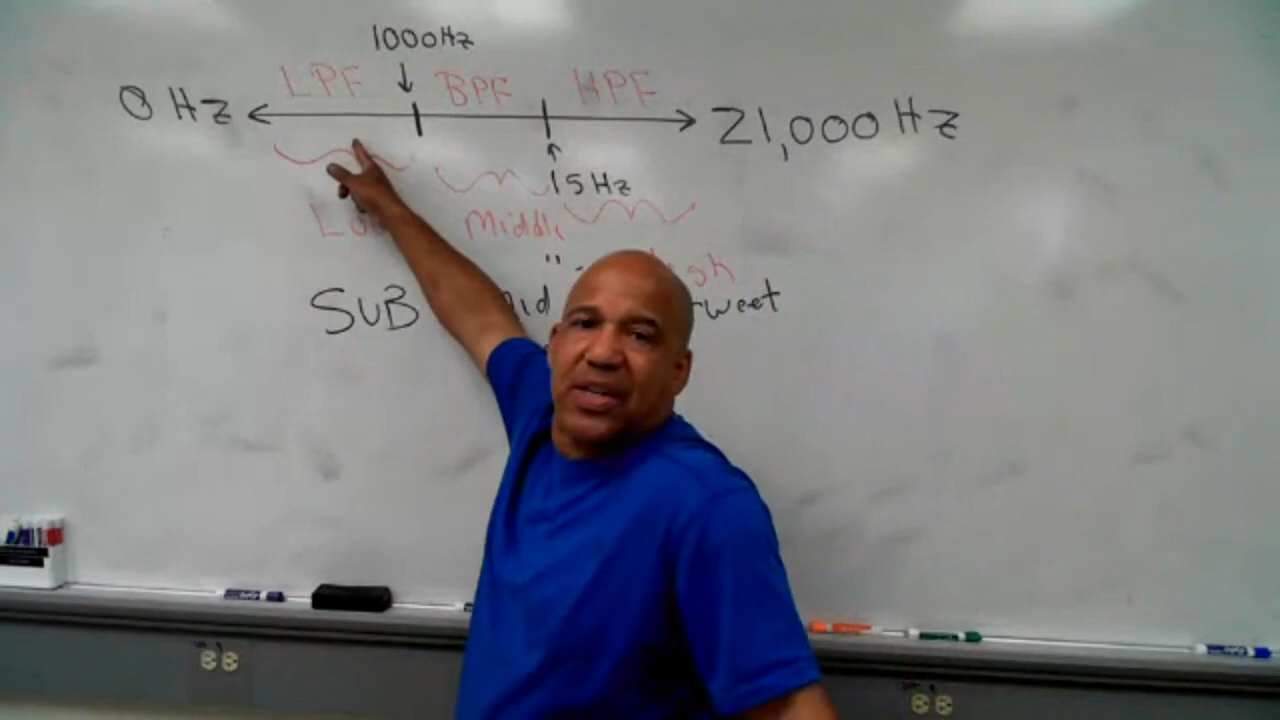 1000Hz
LPF BPF HPF
0 Hz 21,000 Hz
15Hz
Middle
SUB